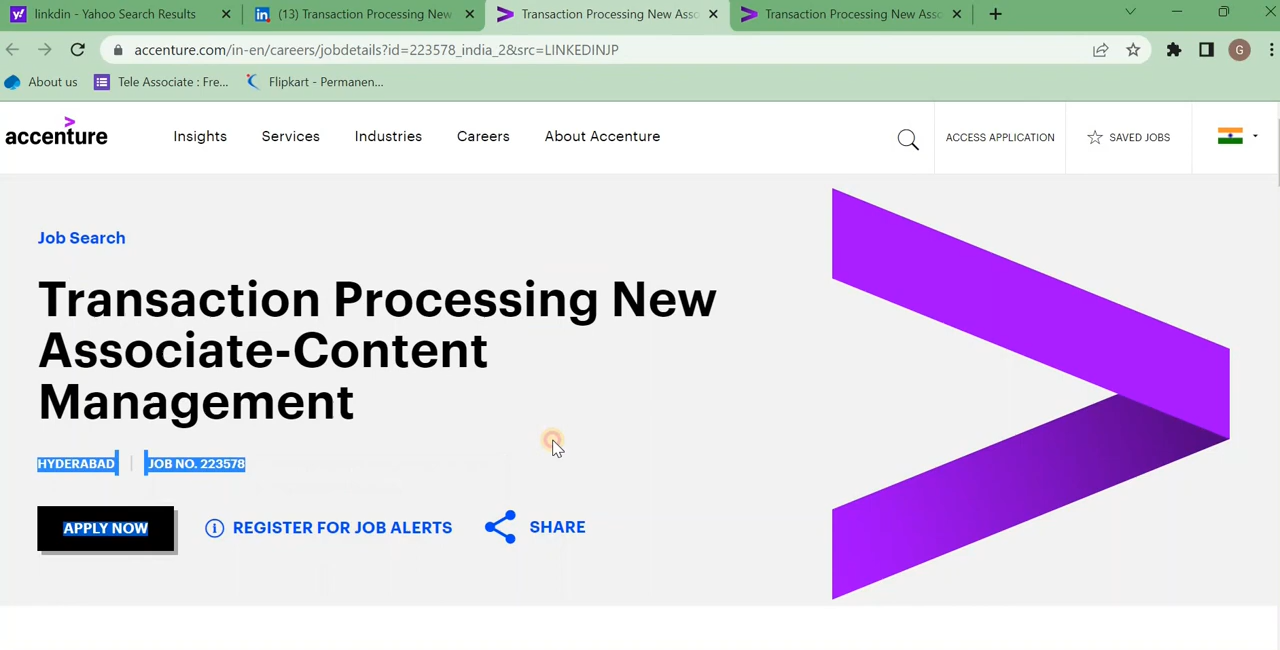 linkdin - Yahoo Search Results
(13) Transaction Processing New
Transaction Processing New Asso
Transaction Processing New Asso
accenture.com/in-en/careers/jobdetails?id=223578_india_2&src=LINKEDINJP
G
About us
Tele Associate : Fre...
Flipkart - Permanen...
accenture
Insights
Services
Industries
Careers
About Accenture
ACCESS APPLICATION
SAVED JOBS
Job Search
Transaction Processing New
Associate-Content
Management
HYDERABAD | JOB NO. 223578
APPLY NOW
REGISTER FOR JOB ALERTS
SHARE